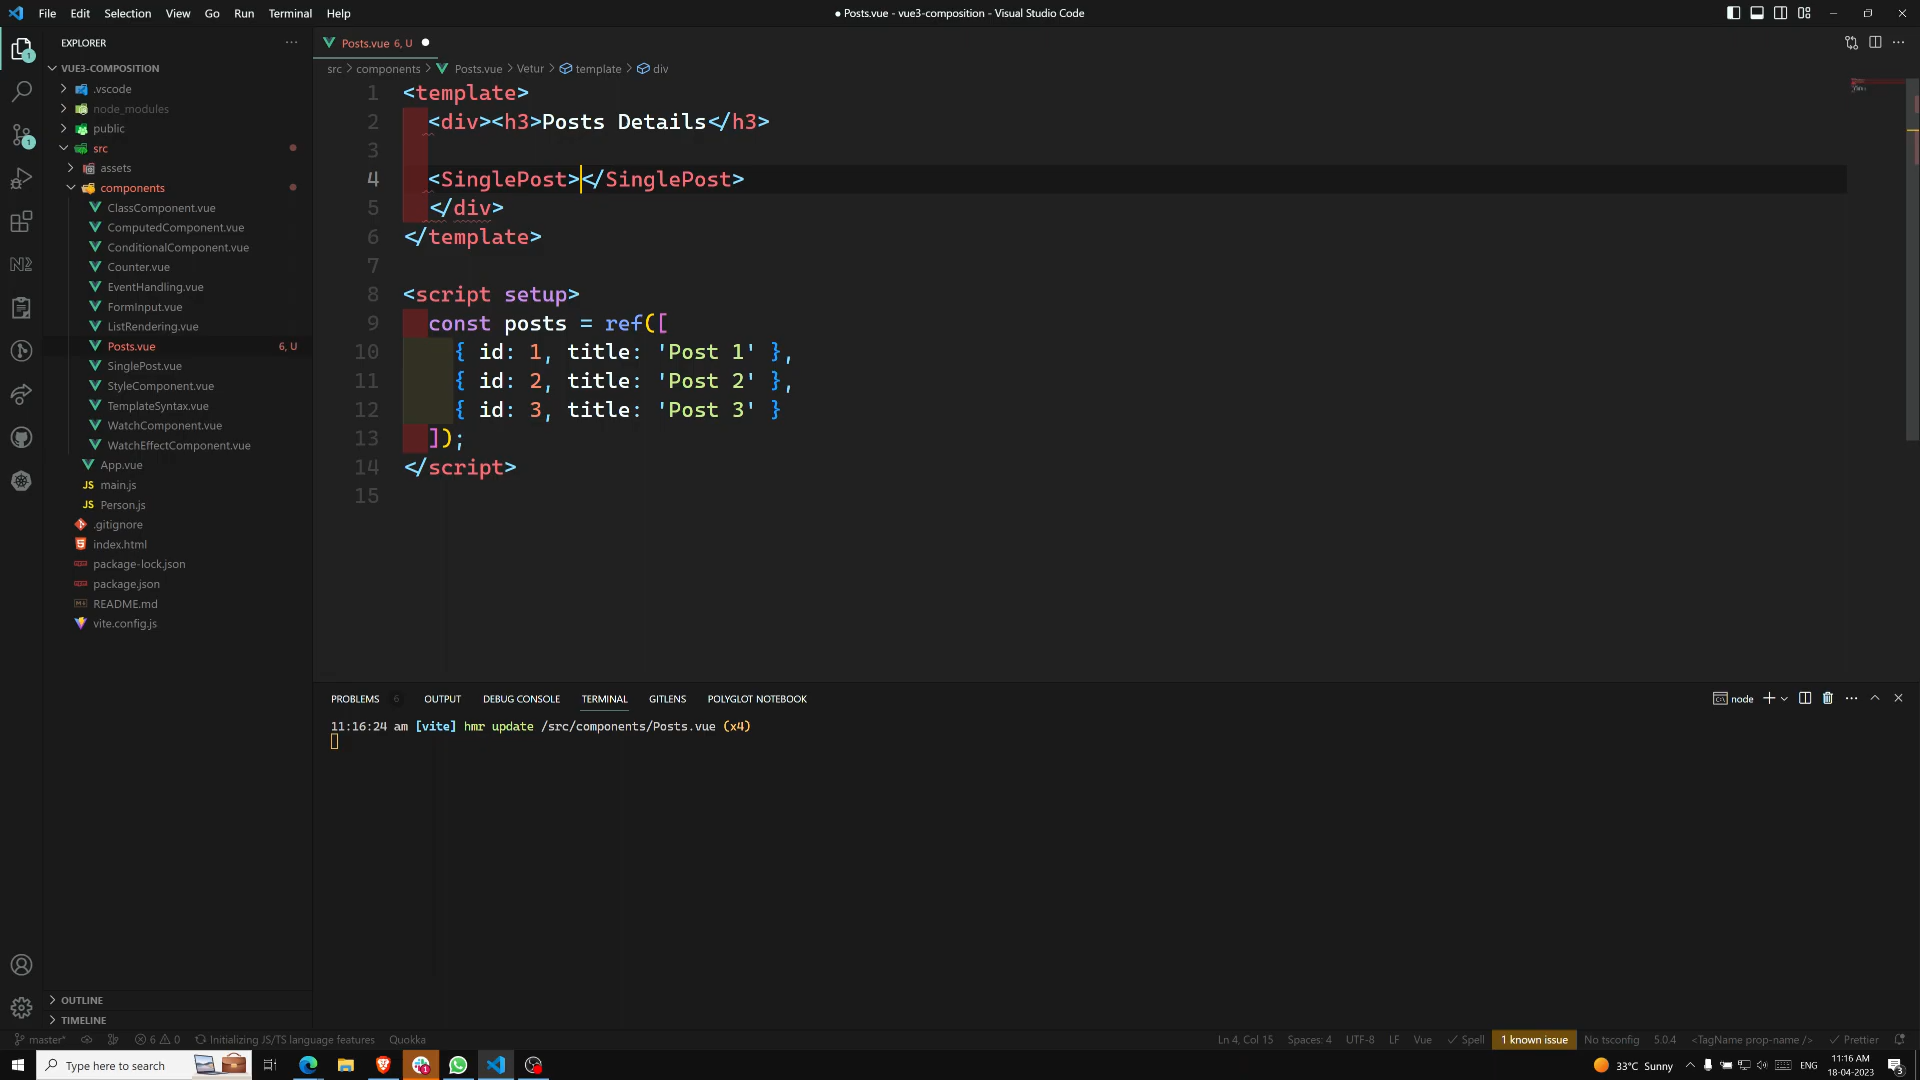 File Edit Selection View Go Run Terminal Help
● Posts.vue - vue3-composition - Visual Studio Code
EXPLORER
VUE3-COMPOSITION
.vscode
node_modules
public
src
assets
components
ClassComponent.vue
ComputedComponent.vue
ConditionalComponent.vue
Counter.vue
EventHandling.vue
FormInput.vue
ListRendering.vue
Posts.vue 6, U
SinglePost.vue
StyleComponent.vue
TemplateSyntax.vue
WatchComponent.vue
WatchEffectComponent.vue
App.vue
JS main.js
JS Person.js
.gitignore
index.html
package-lock.json
package.json
README.md
vite.config.js
OUTLINE
TIMELINE
Posts.vue 6, U
src > components > Posts.vue > Vetur > template > div
1 <template>
2 <div><h3>Posts Details</h3>
3
4 <SinglePost></SinglePost>
5 </div>
6 </template>
7
8 <script setup>
9 const posts = ref([
10 { id: 1, title: 'Post 1' },
11 { id: 2, title: 'Post 2' },
12 { id: 3, title: 'Post 3' }
13 ]);
14 </script>
15
PROBLEMS 6 OUTPUT DEBUG CONSOLE TERMINAL GITLENS POLYGLOT NOTEBOOK
node
11:16:24 am [vite] hmr update /src/components/Posts.vue (x4)
master* 6 0 Initializing JS/TS language features Quokka
Ln 4, Col 15 Spaces: 4 UTF-8 LF Vue Spell 1 known issue No tsconfig 5.0.4 <TagName prop-name /> Prettier
Type here to search
33°C Sunny
ENG
11:16 AM
18-04-2023
3